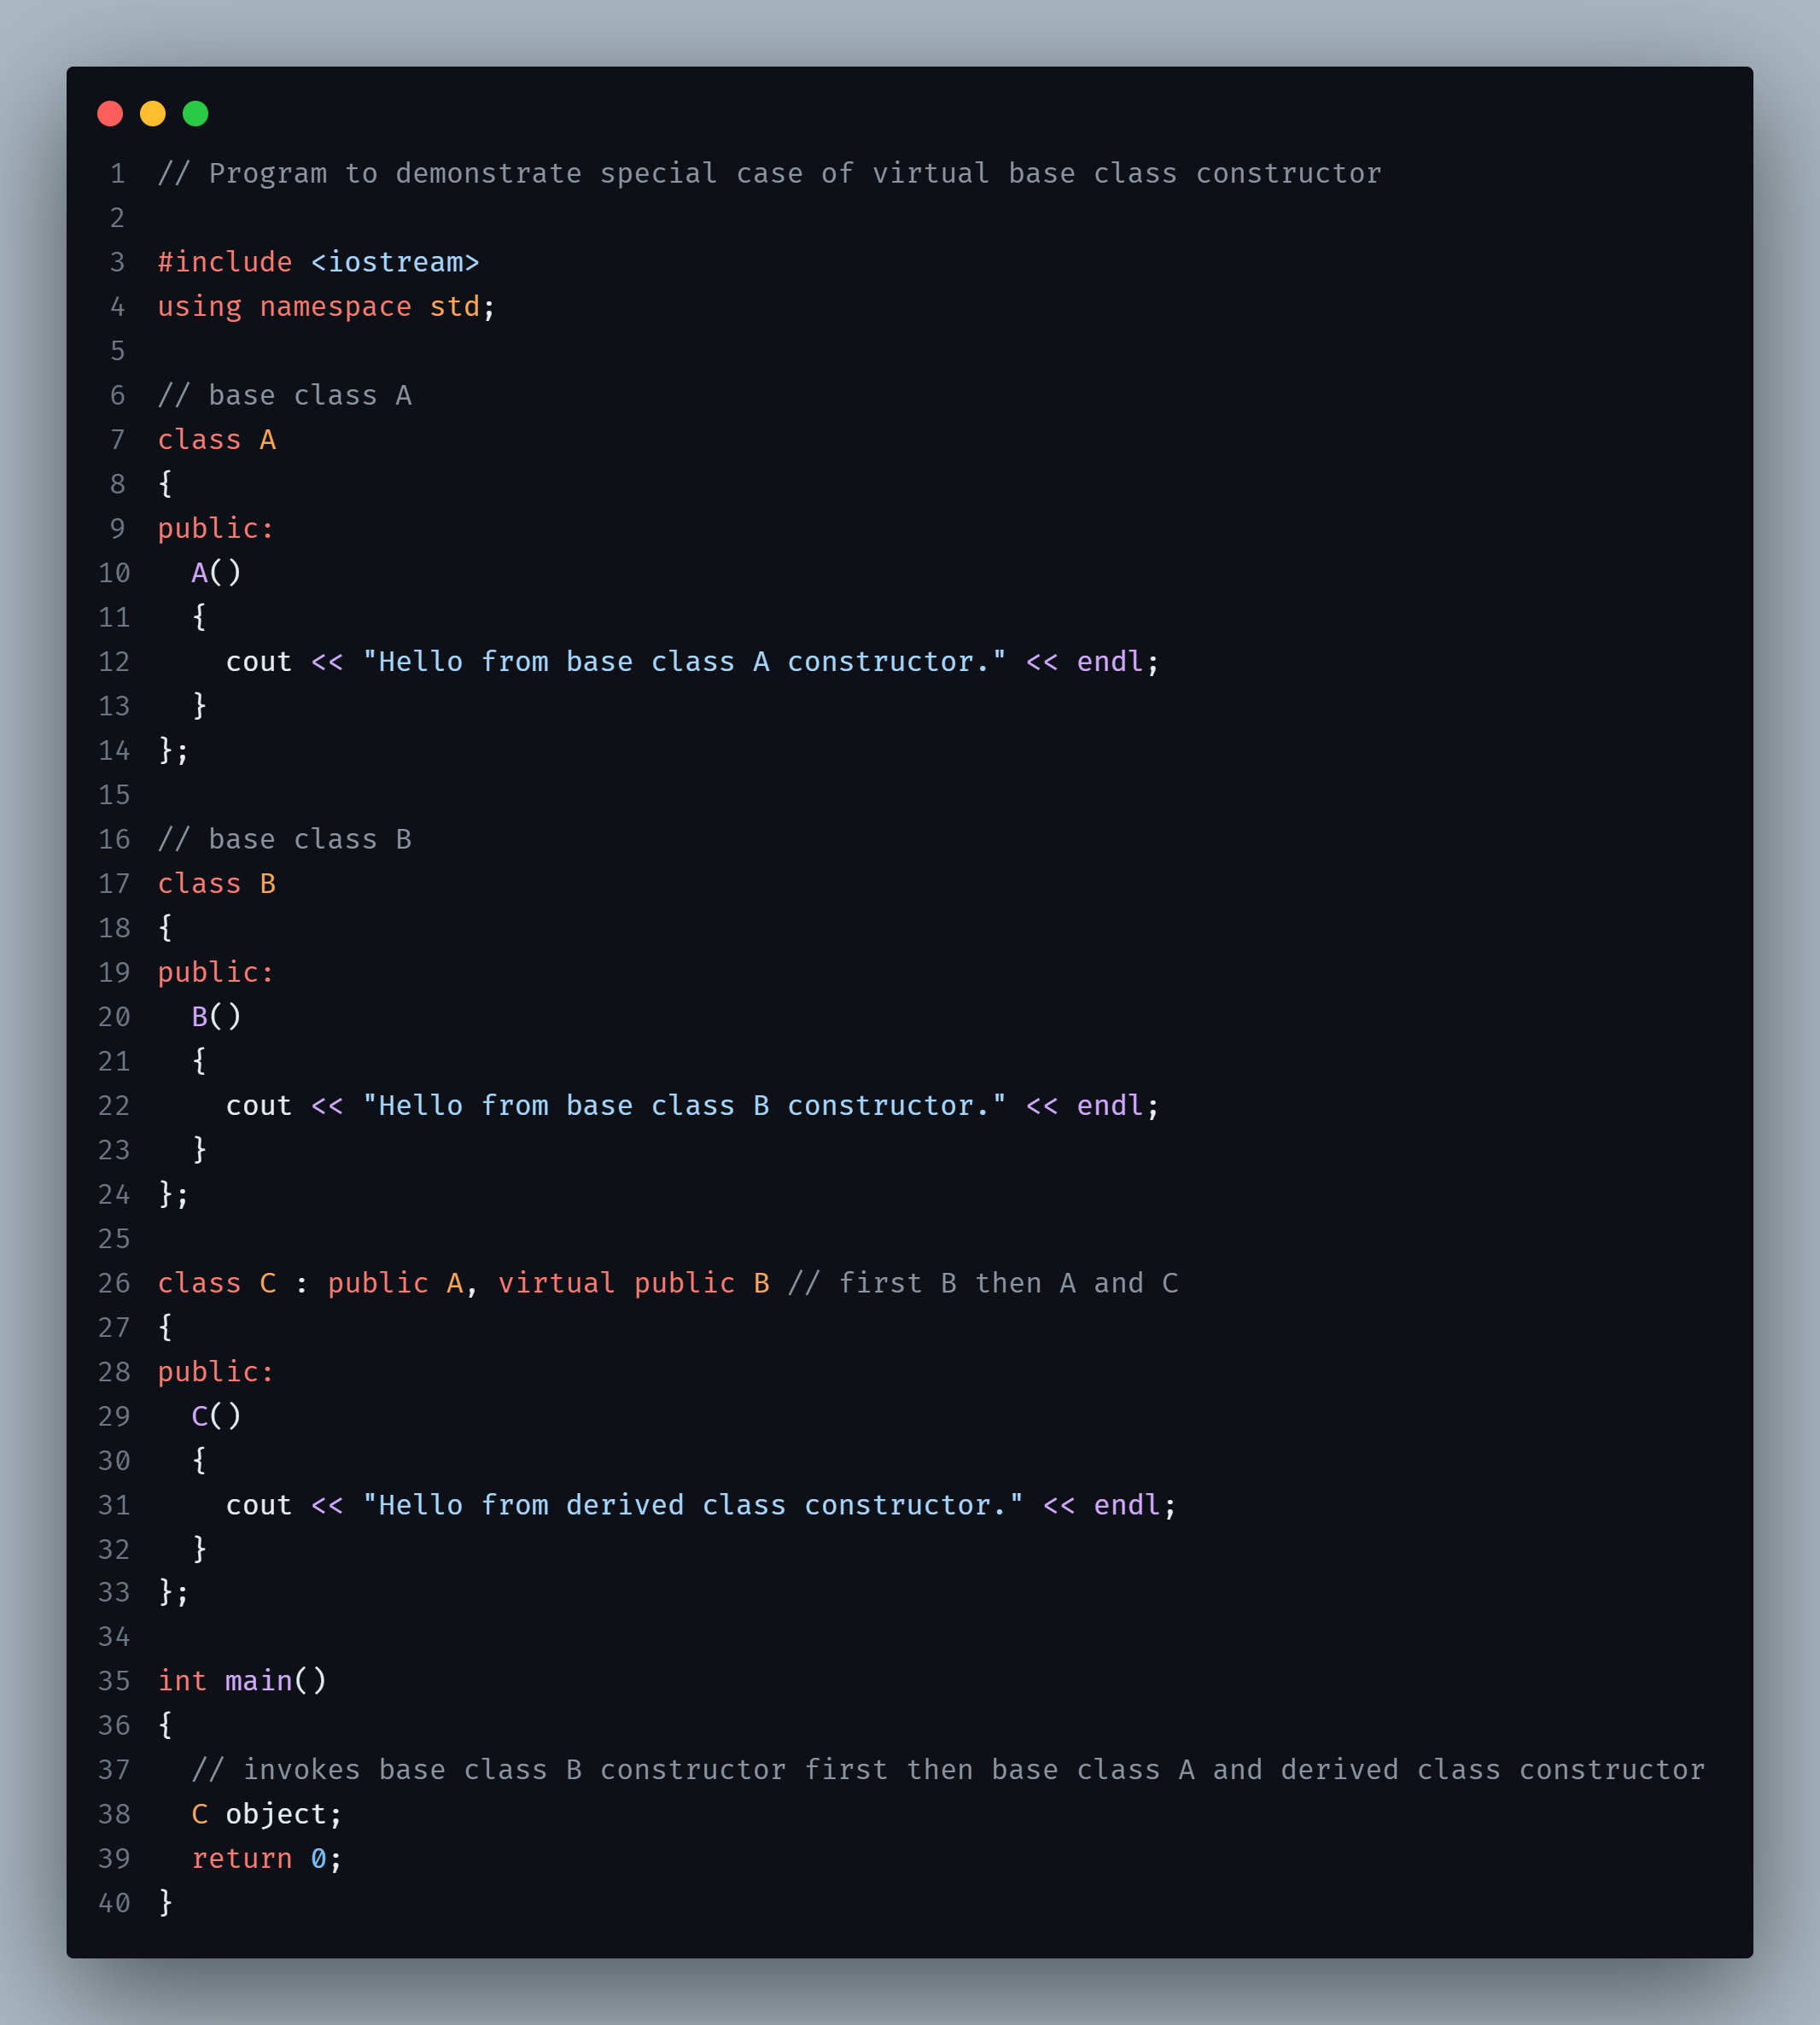 1 // Program to demonstrate special case of virtual base class constructor
2
3 #include <iostream>
4 using namespace std;
5
6 // base class A
7 class A
8 {
9 public:
10   A()
11   {
12     cout << "Hello from base class A constructor." << endl;
13   }
14 };
15
16 // base class B
17 class B
18 {
19 public:
20   B()
21   {
22     cout << "Hello from base class B constructor." << endl;
23   }
24 };
25
26 class C : public A, virtual public B // first B then A and C
27 {
28 public:
29   C()
30   {
31     cout << "Hello from derived class constructor." << endl;
32   }
33 };
34
35 int main()
36 {
37   // invokes base class B constructor first then base class A and derived class constructor
38   C object;
39   return 0;
40 }